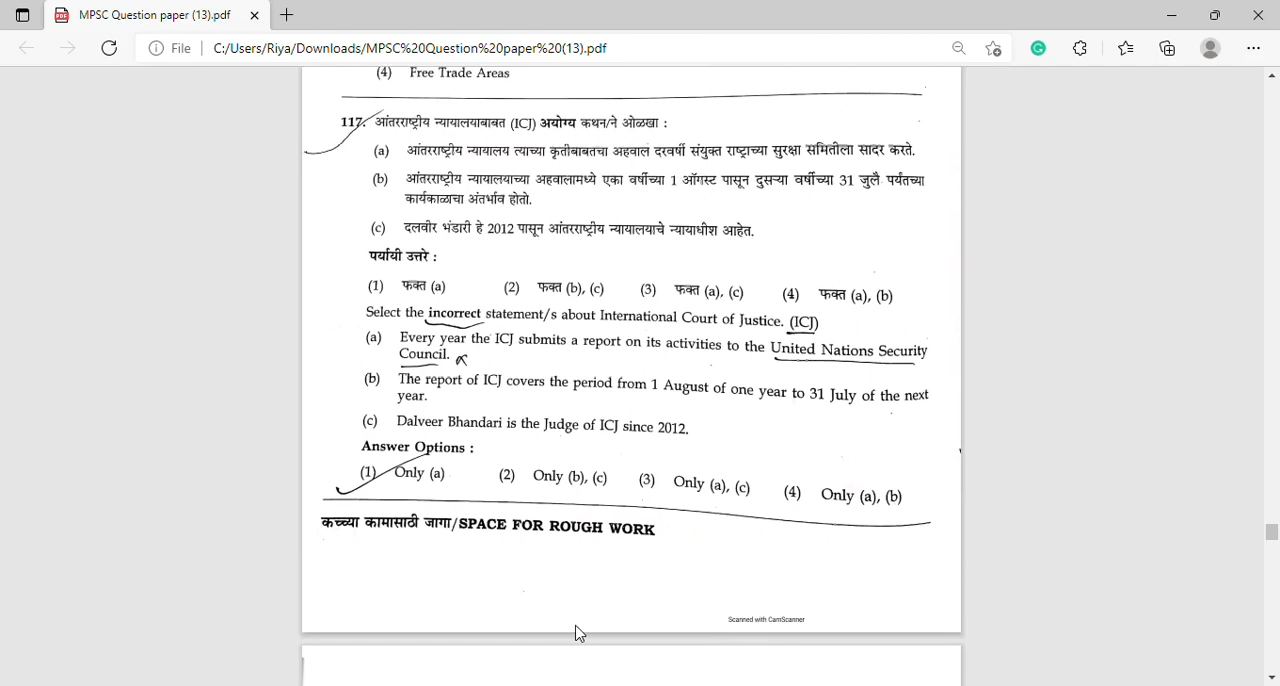 MPSC Question paper (13).pdf
File C:/Users/Riya/Downloads/MPSC%20Question%20paper%20(13).pdf
(4) Free Trade Areas
117. आंतरराष्ट्रीय न्यायालयाबाबत (ICJ) अयोग्य कथन/ने ओळखा :
(a) आंतरराष्ट्रीय न्यायालय त्याच्या कृतीबाबतचा अहवाल दरवर्षी संयुक्त राष्ट्राच्या सुरक्षा समितीला सादर करते.
(b) आंतरराष्ट्रीय न्यायालयाच्या अहवालामध्ये एका वर्षीच्या 1 ऑगस्ट पासून दुसऱ्या वर्षीच्या 31 जुलै पर्यंतच्या
कार्यकाळाचा अंतर्भाव होतो.
(c) दलवीर भंडारी हे 2012 पासून आंतरराष्ट्रीय न्यायालयाचे न्यायाधीश आहेत.
पर्यायी उत्तरे :
(1) फक्त (a) (2) फक्त (b), (c) (3) फक्त (a), (c) (4) फक्त (a), (b)
Select the incorrect statement/s about International Court of Justice. (ICJ)
(a) Every year the ICJ submits a report on its activities to the United Nations Security
Council.
(b) The report of ICJ covers the period from 1 August of one year to 31 July of the next
year.
(c) Dalveer Bhandari is the Judge of ICJ since 2012.
Answer Options :
(1) Only (a) (2) Only (b), (c) (3) Only (a), (c) (4) Only (a), (b)
कच्च्या कामासाठी जागा/SPACE FOR ROUGH WORK
Scanned with CamScanner